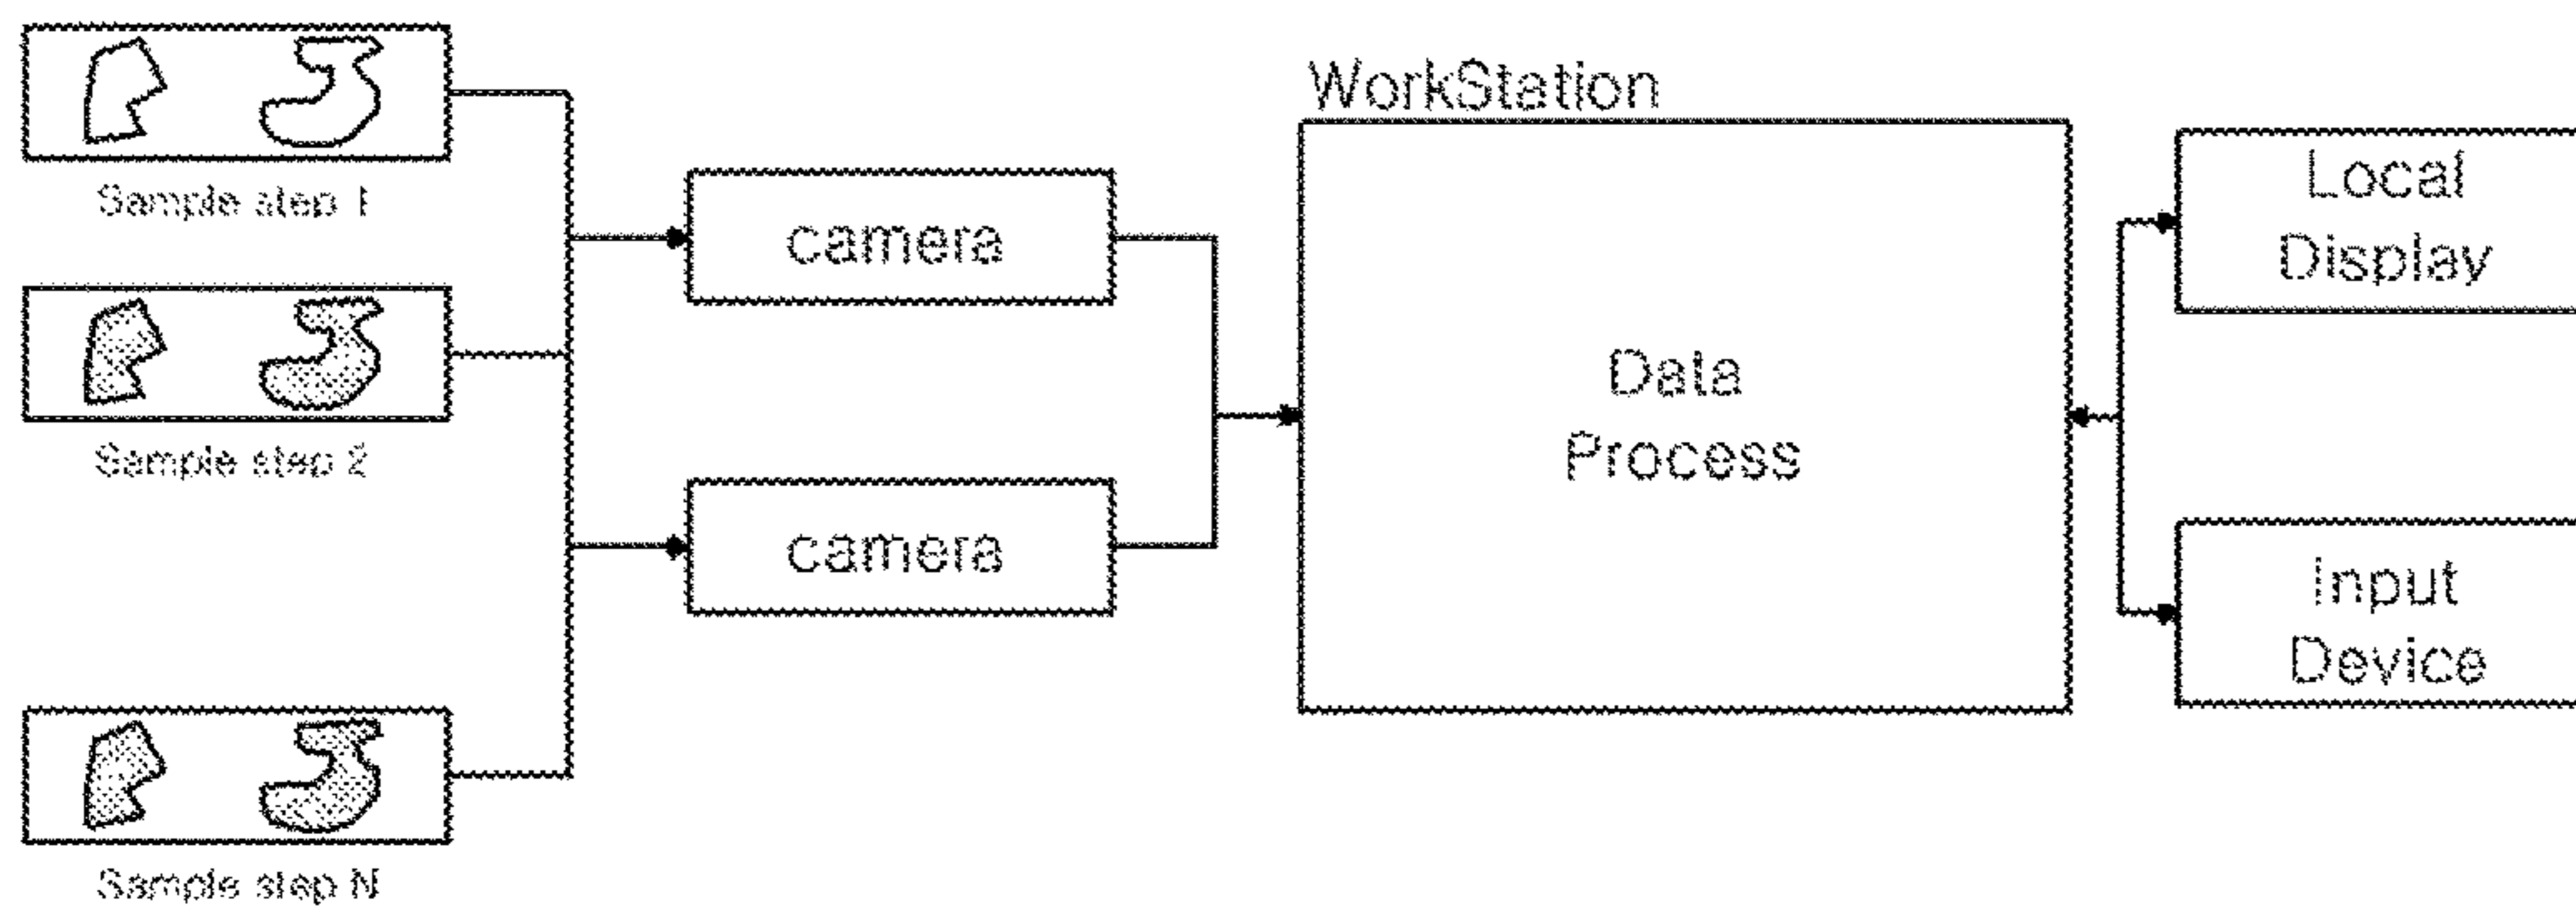 Sample step 1
Sample step 2
Sample step N
camera
camera
WorkStation
Data
Process
Local
Display
Input
Device